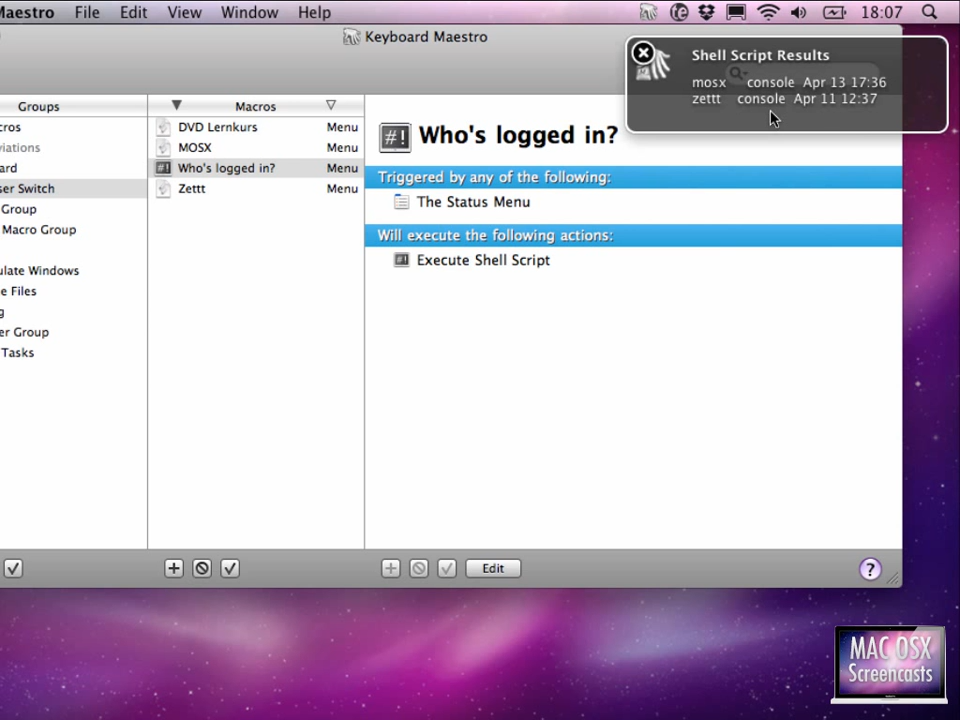 Maestro File Edit View Window Help 18:07
Keyboard Maestro
Shell Script Results
mosx console Apr 13 17:36
zettt console Apr 11 12:37
Groups
cros
viations
ard
ser Switch
Group
Macro Group
ulate Windows
e Files
g
er Group
Tasks
Macros
DVD Lernkurs Menu
MOSX Menu
#! Who's logged in? Menu
Zettt Menu
#! Who's logged in?
Triggered by any of the following:
The Status Menu
Will execute the following actions:
#! Execute Shell Script
Edit
?
MAC OSX
Screencasts